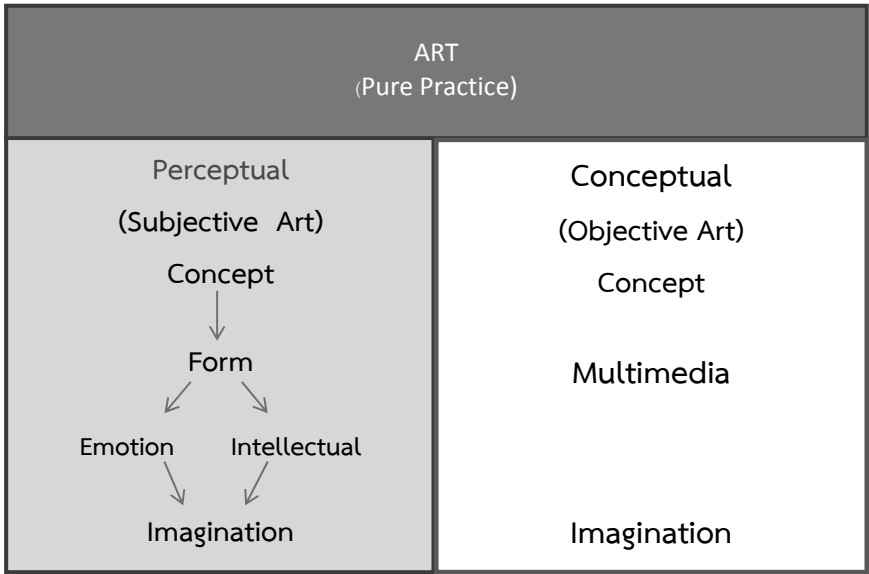 ART
(Pure Practice)
Perceptual
(Subjective Art)
Concept
Form
Emotion Intellectual
Imagination
Conceptual
(Objective Art)
Concept
Multimedia
Imagination